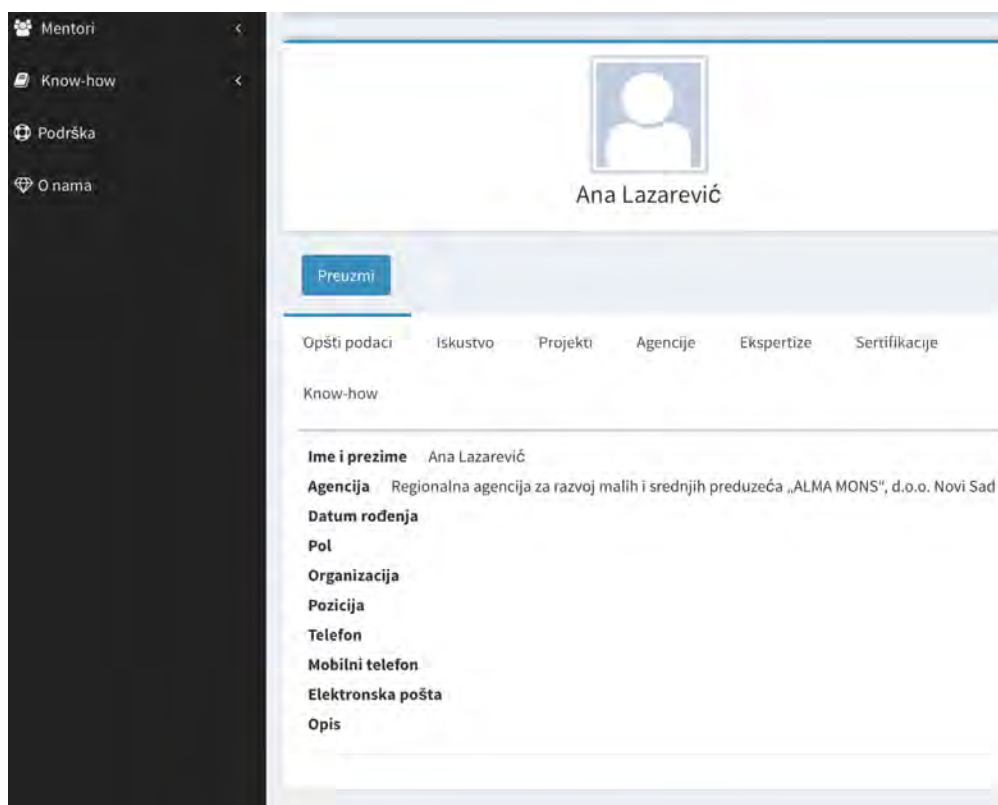 Mentori
Know-how
Podrška
O nama
Ana Lazarević
Preuzmi
Opšti podaci Iskustvo Projekti Agencije Ekspertize Sertifikacije
Know-how
Ime i prezime Ana Lazarević
Agencija Regionalna agencija za razvoj malih i srednjih preduzeća „ALMA MONS“, d.o.o. Novi Sad
Datum rođenja
Pol
Organizacija
Pozicija
Telefon
Mobilni telefon
Elektronska pošta
Opis